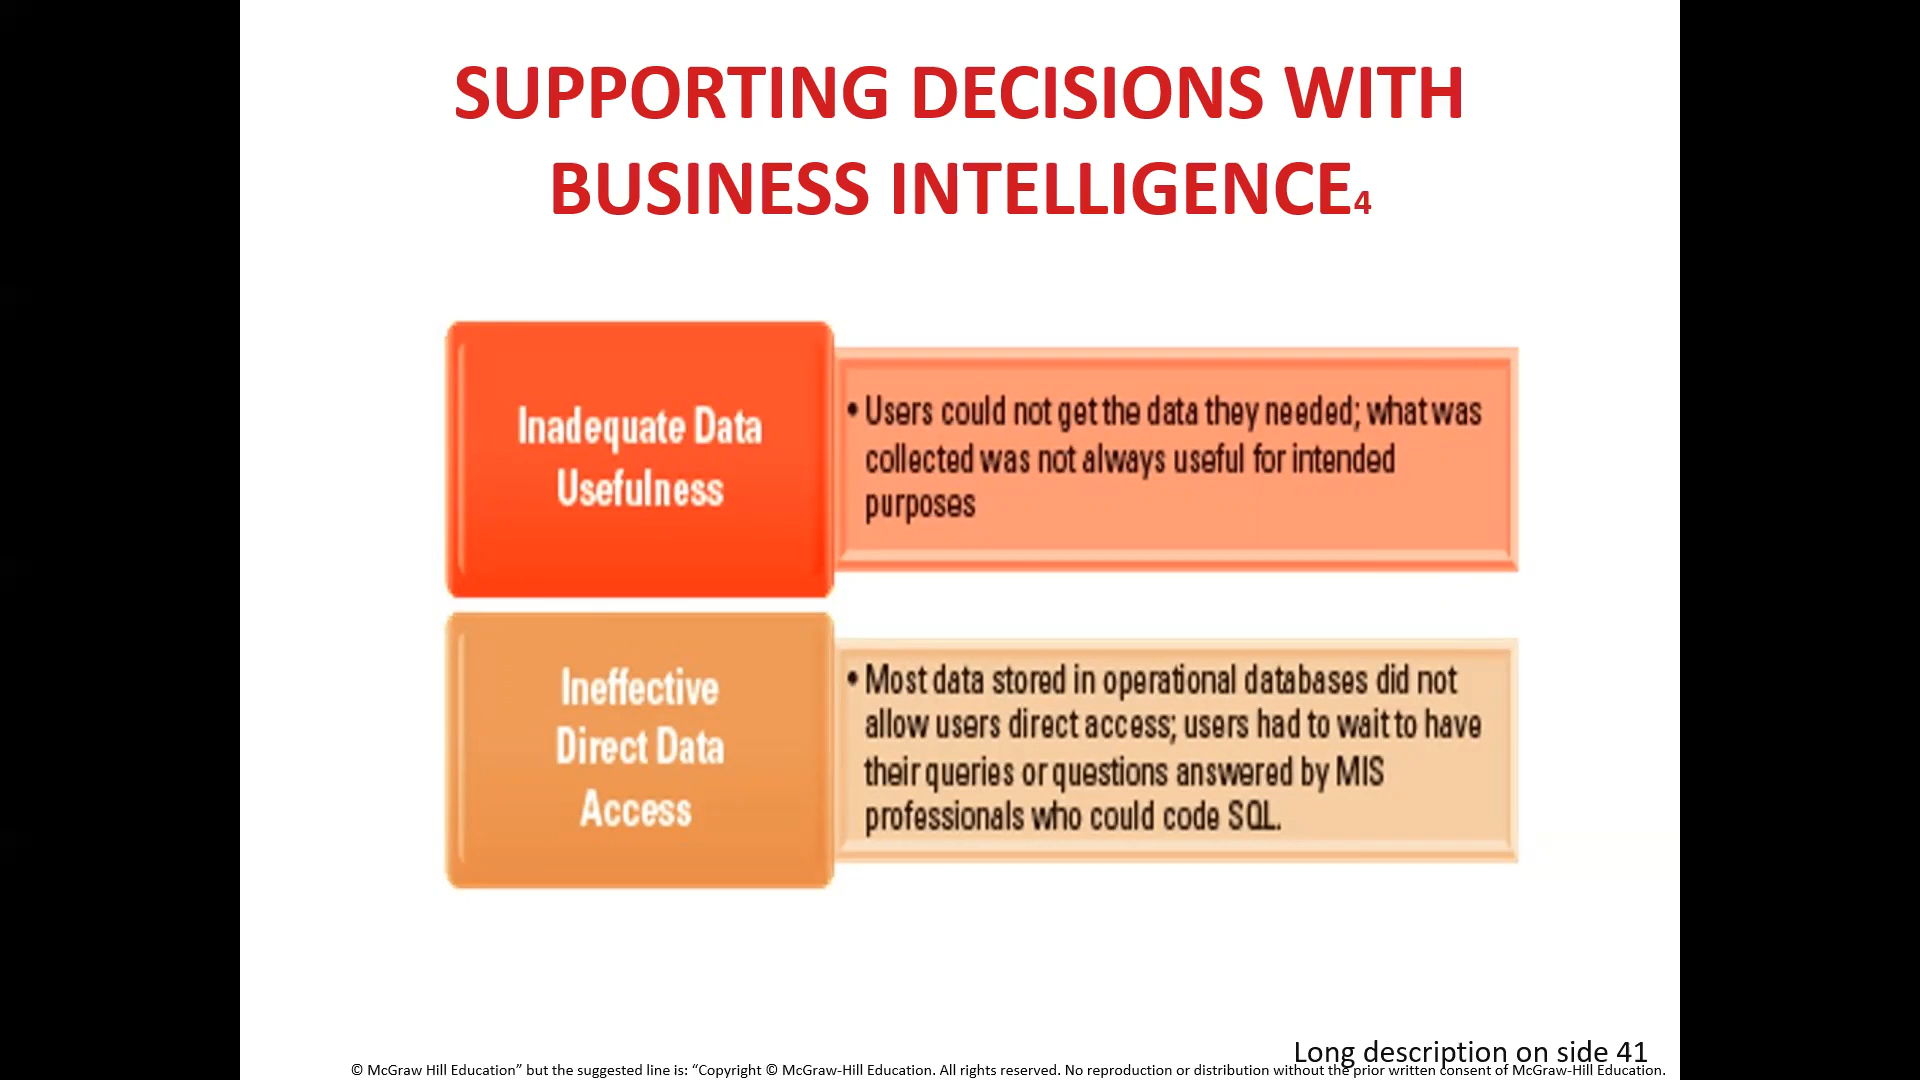 SUPPORTING DECISIONS WITH
BUSINESS INTELLIGENCE4
Inadequate Data
Usefulness
• Users could not get the data they needed; what was
collected was not always useful for intended
purposes
Ineffective
Direct Data
Access
• Most data stored in operational databases did not
allow users direct access; users had to wait to have
their queries or questions answered by MIS
professionals who could code SQL.
Long description on side 41
© McGraw Hill Education” but the suggested line is: “Copyright © McGraw-Hill Education. All rights reserved. No reproduction or distribution without the prior written consent of McGraw-Hill Education.